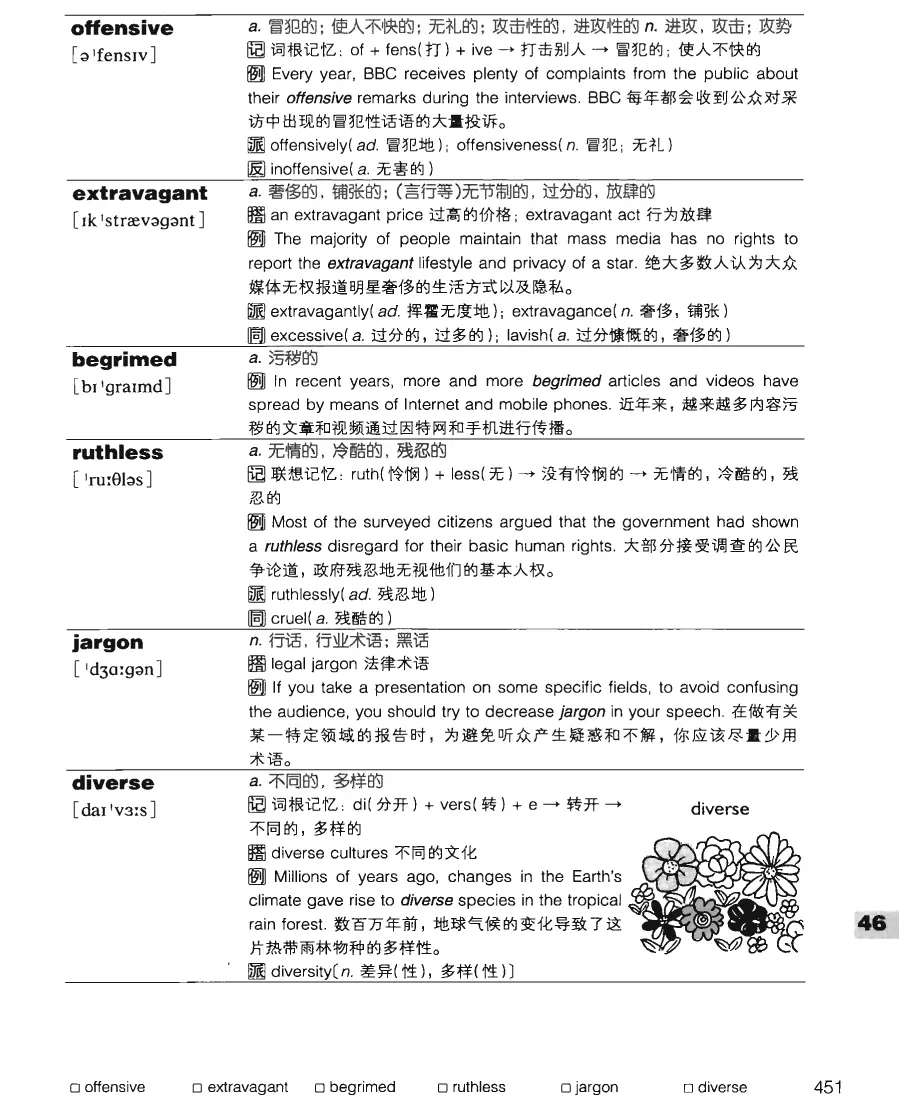 offensive a. 冒犯的; 使人不快的; 无礼的; 攻击性的, 进攻性的 n. 进攻, 攻击; 攻势
[ə'fensɪv] 记 词根记忆: of + fens(打) + ive → 打击别人 → 冒犯的; 使人不快的
例 Every year, BBC receives plenty of complaints from the public about
their offensive remarks during the interviews. BBC 每年都会收到公众对采
访中出现的冒犯性话语的大量投诉。
派 offensively(ad. 冒犯地); offensiveness(n. 冒犯; 无礼)
反 inoffensive(a. 无害的)
extravagant a. 奢侈的, 铺张的; (言行等)无节制的, 过分的, 放肆的
[ɪk'strævəgənt] 搭 an extravagant price 过高的价格; extravagant act 行为放肆
例 The majority of people maintain that mass media has no rights to
report the extravagant lifestyle and privacy of a star. 绝大多数人认为大众
媒体无权报道明星奢侈的生活方式以及隐私。
派 extravagantly(ad. 挥霍无度地); extravagance(n. 奢侈, 铺张)
同 excessive(a. 过分的, 过多的); lavish(a. 过分慷慨的, 奢侈的)
begrimed a. 污秽的
[bɪ'graɪmd] 例 In recent years, more and more begrimed articles and videos have
spread by means of Internet and mobile phones. 近年来, 越来越多内容污
秽的文章和视频通过因特网和手机进行传播。
ruthless a. 无情的, 冷酷的, 残忍的
['ruːθləs] 记 联想记忆: ruth(怜悯) + less(无) → 没有怜悯的 → 无情的, 冷酷的, 残
忍的
例 Most of the surveyed citizens argued that the government had shown
a ruthless disregard for their basic human rights. 大部分接受调查的公民
争论道, 政府残忍地无视他们的基本人权。
派 ruthlessly(ad. 残忍地)
同 cruel(a. 残酷的)
jargon n. 行话, 行业术语; 黑话
['dʒɑːgən] 搭 legal jargon 法律术语
例 If you take a presentation on some specific fields, to avoid confusing
the audience, you should try to decrease jargon in your speech. 在做有关
某一特定领域的报告时, 为避免听众产生疑惑和不解, 你应该尽量少用
术语。
diverse a. 不同的, 多样的
[daɪ'vɜːs] 记 词根记忆: di(分开) + vers(转) + e → 转开 →
不同的, 多样的
搭 diverse cultures 不同的文化
例 Millions of years ago, changes in the Earth's
climate gave rise to diverse species in the tropical
rain forest. 数百万年前, 地球气候的变化导致了这
片热带雨林物种的多样性。
派 diversity[n. 差异(性), 多样(性)]
diverse
46
□ offensive □ extravagant □ begrimed □ ruthless □ jargon □ diverse 451